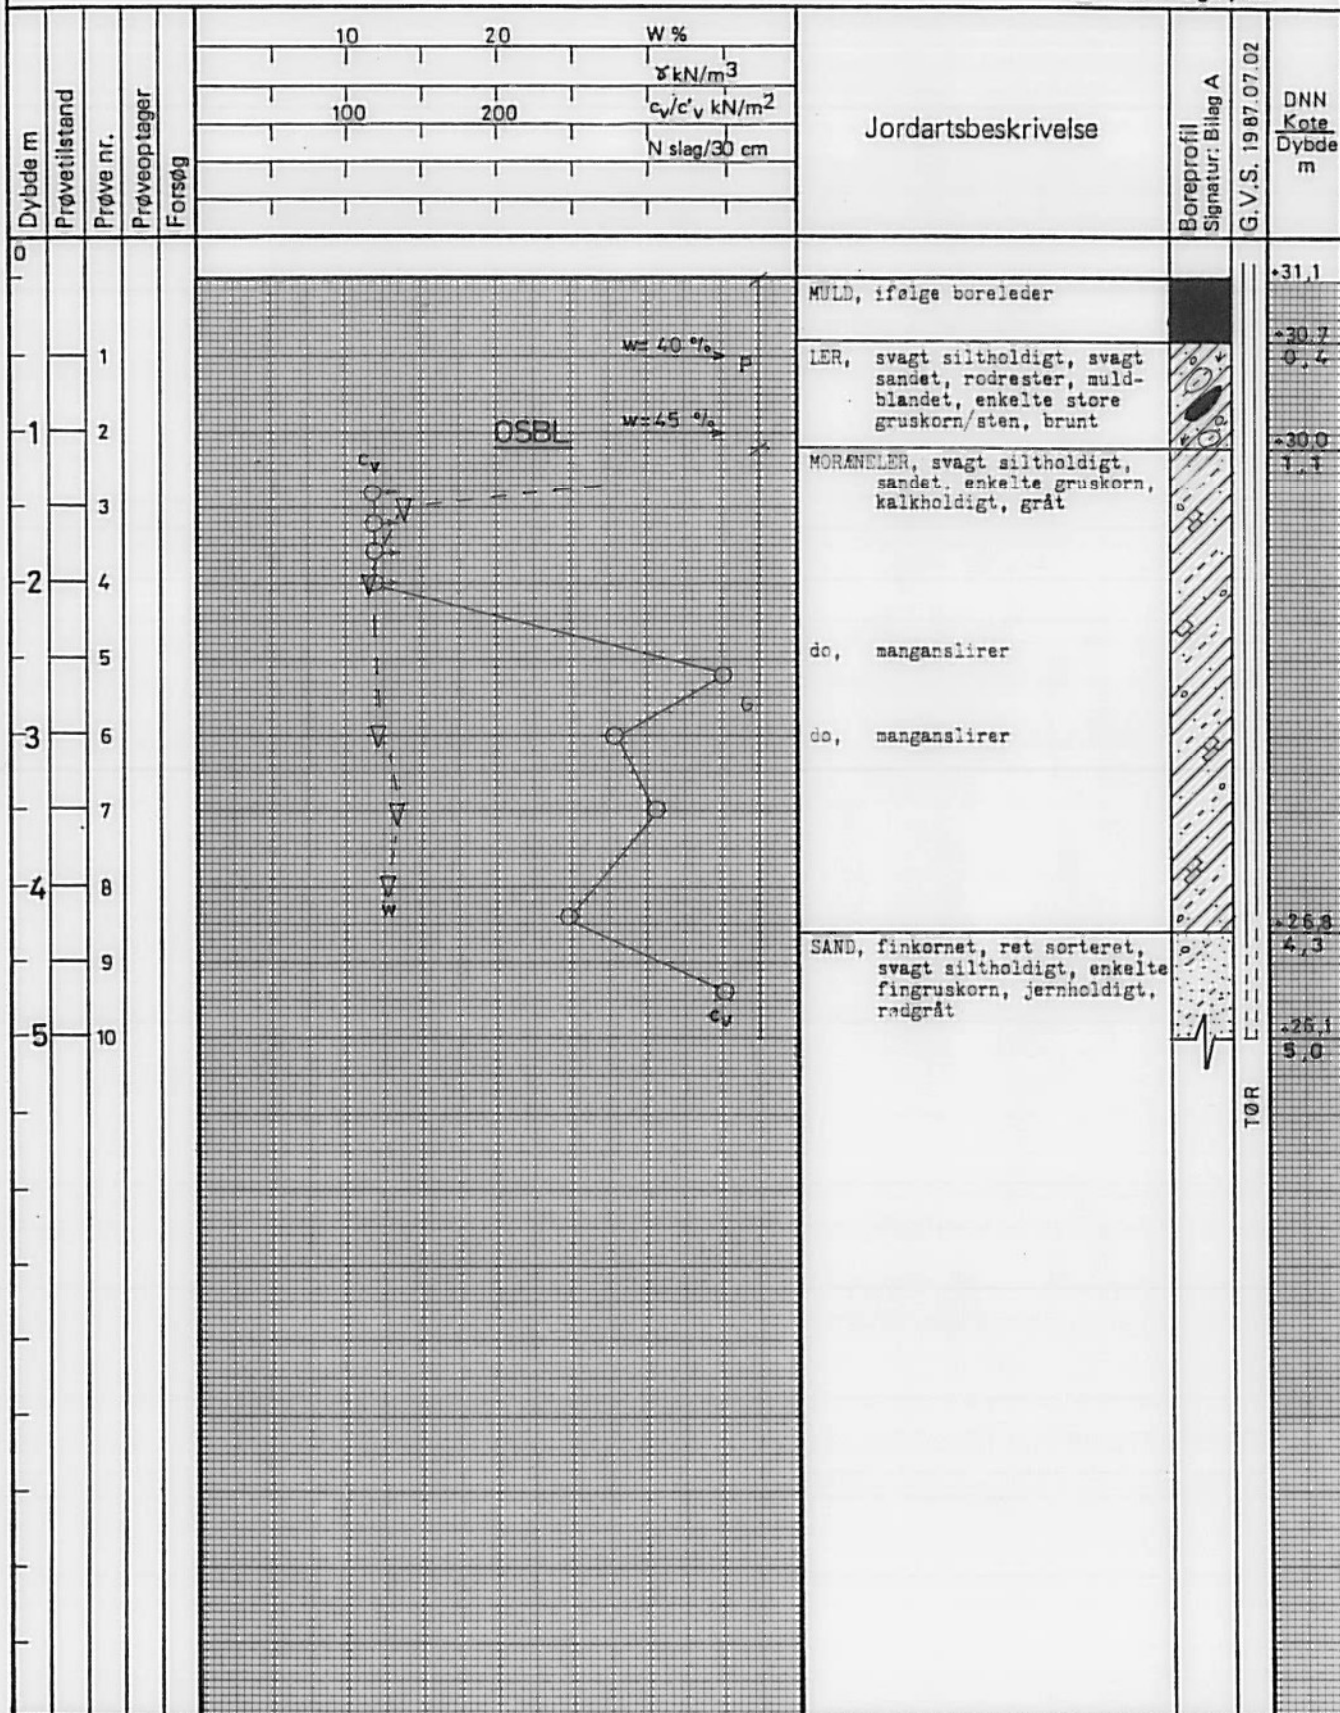 Dybde m
Prøvetilstand
Prøve nr.
Prøveoptager
Forsøg
10 20 W %
γ kN/m³
100 200 cv/c'v kN/m²
N slag/30 cm
Jordartsbeskrivelse
Boreprofil
Signatur: Bilag A
G.V.S. 1987.07.02
DNN
Kote
Dybde
m
0
+31,1
MULD, ifølge boreleder
+30,7
0,4
1
w= 40 %
P
LER, svagt siltholdigt, svagt
sandet, rodrester, muld-
blandet, enkelte store
gruskorn/sten, brunt
1
2
OSBL
w=45 %
+30,0
1,1
cv
MORÆNELER, svagt siltholdigt,
sandet, enkelte gruskorn,
kalkholdigt, gråt
3
2
4
5
do, manganslirer
G
3
6
do, manganslirer
7
4
8
w
+26,8
4,3
SAND, finkornet, ret sorteret,
svagt siltholdigt, enkelte
fingruskorn, jernholdigt,
rødgråt
9
cv
5
10
+26,1
5,0
TØR